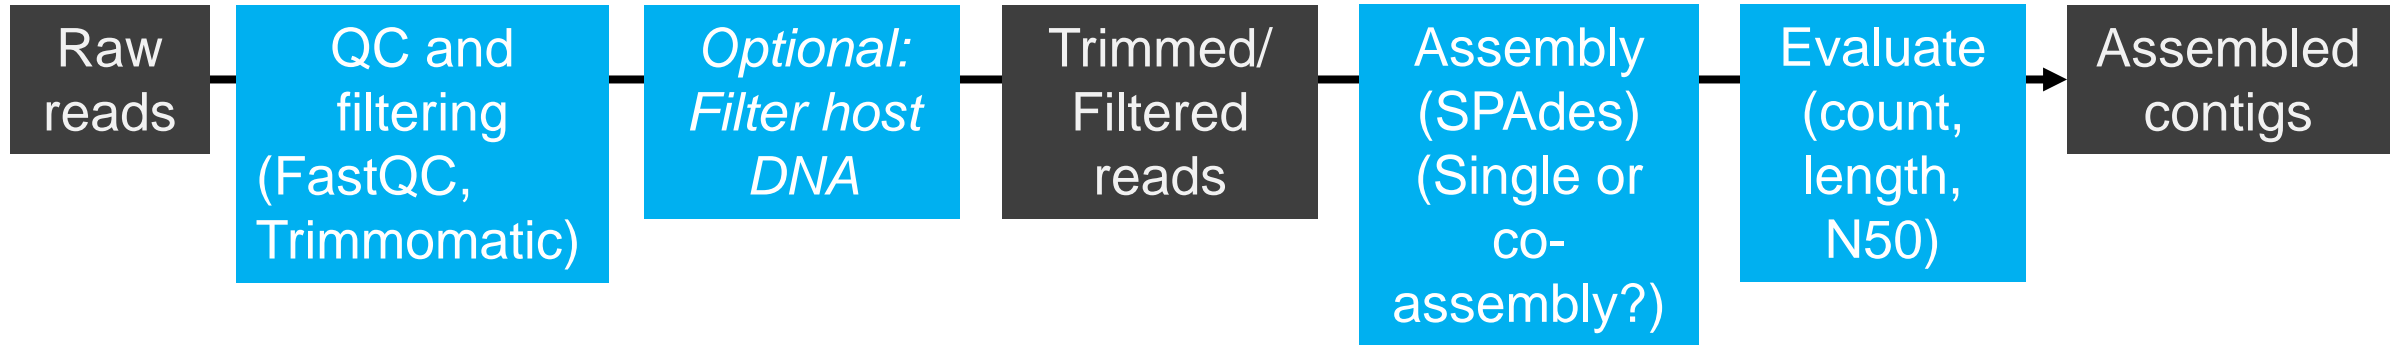 Raw
reads
QC and
filtering
(FastQC,
Trimmomatic)
Optional:
Filter host
DNA
Trimmed/
Filtered
reads
Assembly
(SPAdes)
(Single or
co-
assembly?)
Evaluate
(count,
length,
N50)
Assembled
contigs